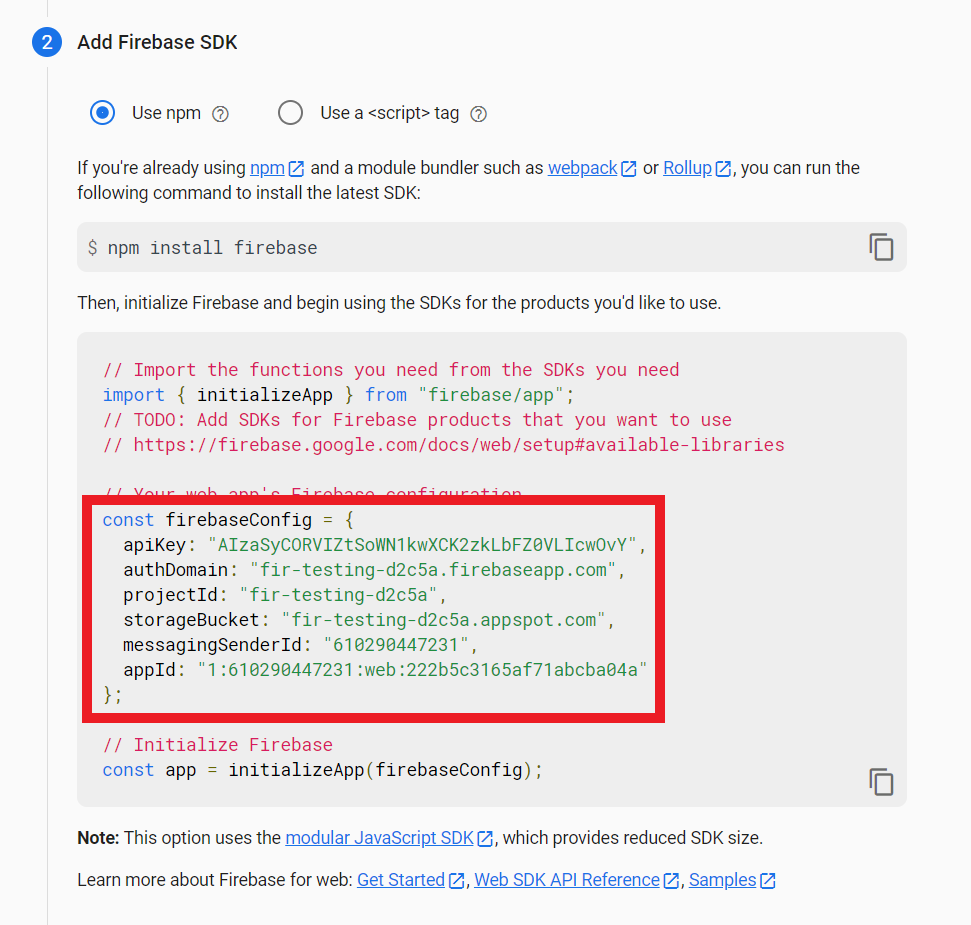 2 Add Firebase SDK
Use npm ? Use a <script> tag ?
If you're already using npm and a module bundler such as webpack or Rollup, you can run the
following command to install the latest SDK:
$ npm install firebase
Then, initialize Firebase and begin using the SDKs for the products you'd like to use.
// Import the functions you need from the SDKs you need
import { initializeApp } from "firebase/app";
// TODO: Add SDKs for Firebase products that you want to use
// https://firebase.google.com/docs/web/setup#available-libraries
// Your web app's Firebase configuration
const firebaseConfig = {
apiKey: "AIzaSyCORVIZtSoWN1kwXCK2zkLbFZ0VLIcwOvY",
authDomain: "fir-testing-d2c5a.firebaseapp.com",
projectId: "fir-testing-d2c5a",
storageBucket: "fir-testing-d2c5a.appspot.com",
messagingSenderId: "610290447231",
appId: "1:610290447231:web:222b5c3165af71abcba04a"
};
// Initialize Firebase
const app = initializeApp(firebaseConfig);
Note: This option uses the modular JavaScript SDK, which provides reduced SDK size.
Learn more about Firebase for web: Get Started, Web SDK API Reference, Samples